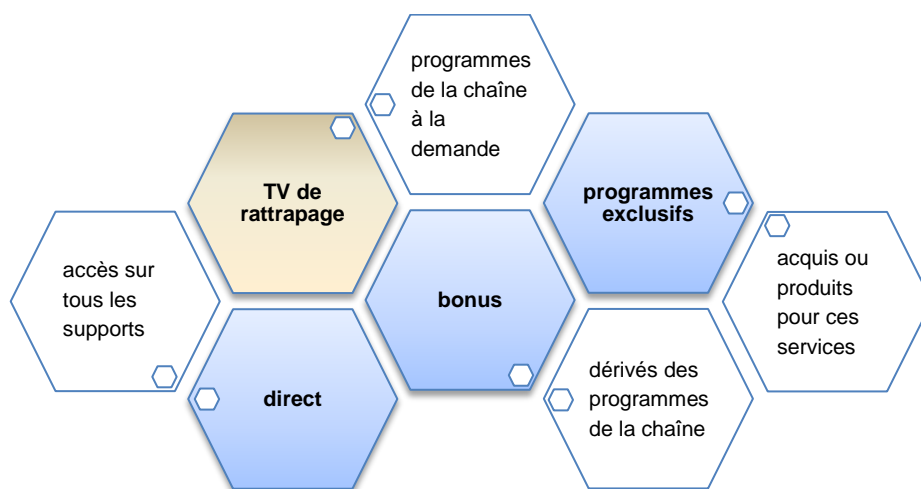 programmes
de la chaîne
à la
demande
TV de
rattrapage
programmes
exclusifs
accès sur
tous les
supports
bonus
acquis ou
produits
pour ces
services
direct
dérivés des
programmes
de la chaîne